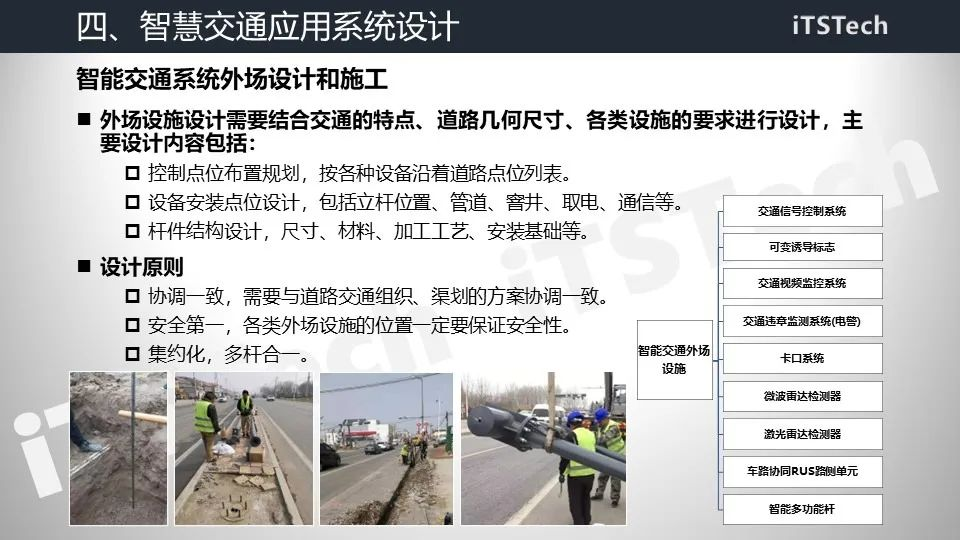 四、智慧交通应用系统设计
iTSTech
智能交通系统外场设计和施工
■ 外场设施设计需要结合交通的特点、道路几何尺寸、各类设施的要求进行设计，主
要设计内容包括：
控制点位布置规划，按各种设备沿着道路点位列表。
设备安装点位设计，包括立杆位置、管道、窨井、取电、通信等。
杆件结构设计，尺寸、材料、加工工艺、安装基础等。
■ 设计原则
协调一致，需要与道路交通组织、渠划的方案协调一致。
安全第一，各类外场设施的位置一定要保证安全性。
集约化，多杆合一。
智能交通外场
设施
交通信号控制系统
可变诱导标志
交通视频监控系统
交通违章监测系统(电警)
卡口系统
微波雷达检测器
激光雷达检测器
车路协同RUS路侧单元
智能多功能杆
iTSTech iTSTech